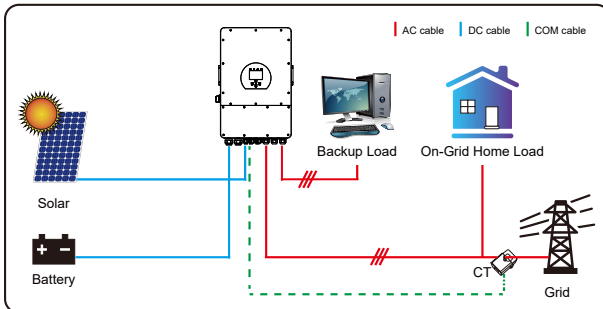 AC cable
DC cable
COM cable
Backup Load
On-Grid Home Load
Solar
CT
Battery
Grid